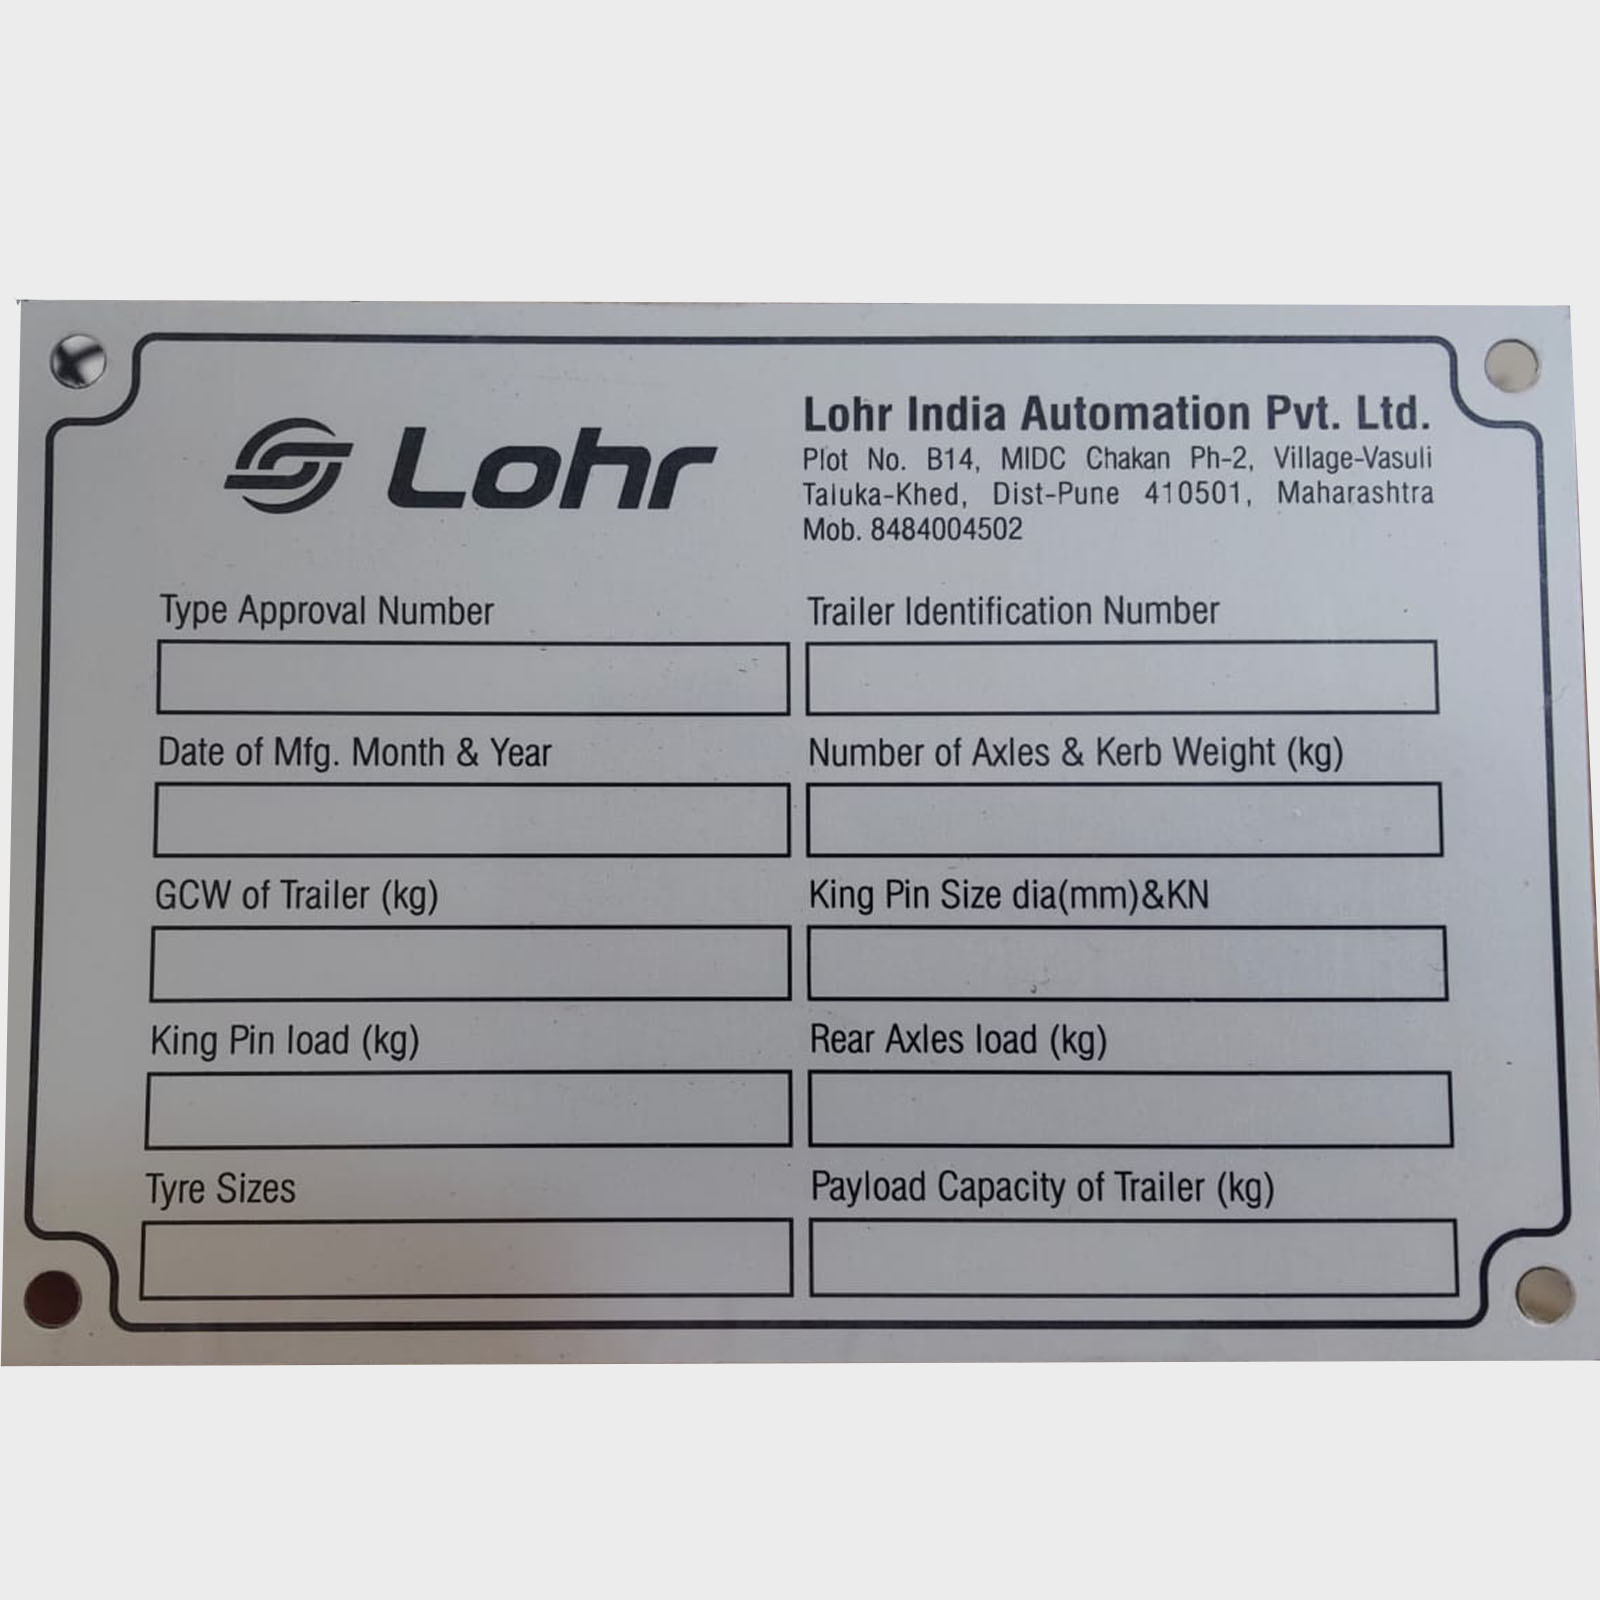 Lohr
Lohr India Automation Pvt. Ltd.
Plot No. B14, MIDC Chakan Ph-2, Village-Vasuli
Taluka-Khed, Dist-Pune 410501, Maharashtra
Mob. 8484004502
Type Approval Number
Trailer Identification Number
Date of Mfg. Month & Year
Number of Axles & Kerb Weight (kg)
GCW of Trailer (kg)
King Pin Size dia(mm)&KN
King Pin load (kg)
Rear Axles load (kg)
Tyre Sizes
Payload Capacity of Trailer (kg)